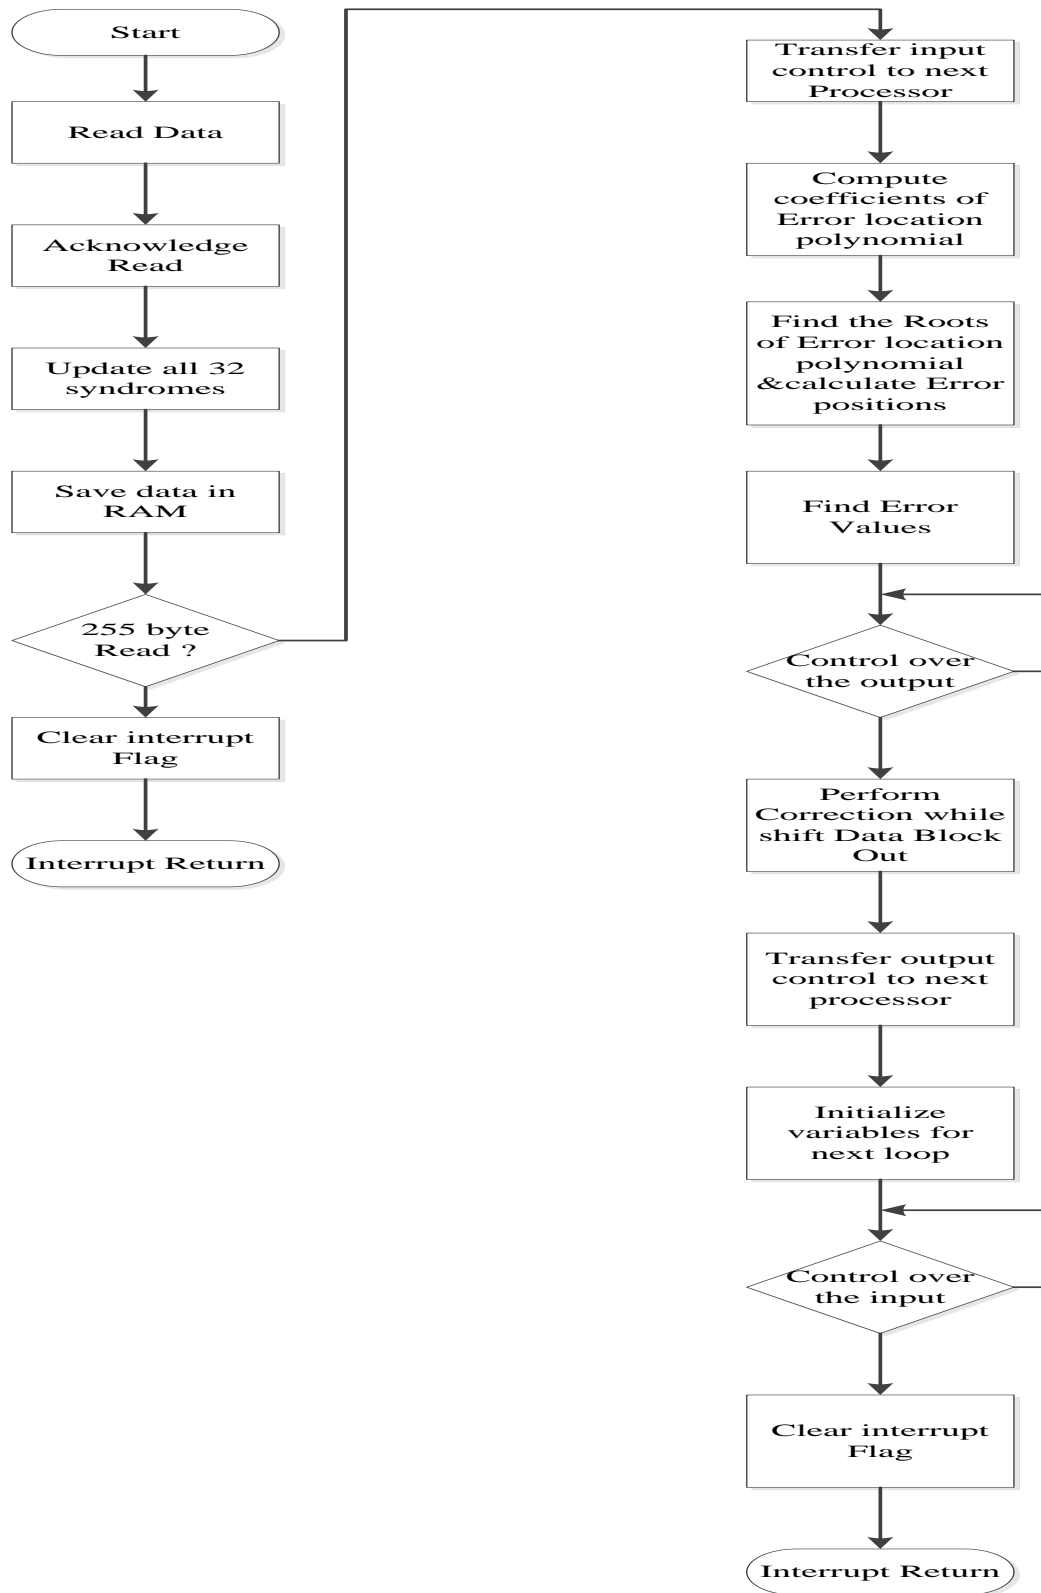 Start
Read Data
Acknowledge
Read
Update all 32
syndromes
Save data in
RAM
255 byte
Read ?
Clear interrupt
Flag
Interrupt Return
Transfer input
control to next
Processor
Compute
coefficients of
Error location
polynomial
Find the Roots
of Error location
polynomial
&calculate Error
positions
Find Error
Values
Control over
the output
Perform
Correction while
shift Data Block
Out
Transfer output
control to next
processor
Initialize
variables for
next loop
Control over
the input
Clear interrupt
Flag
Interrupt Return